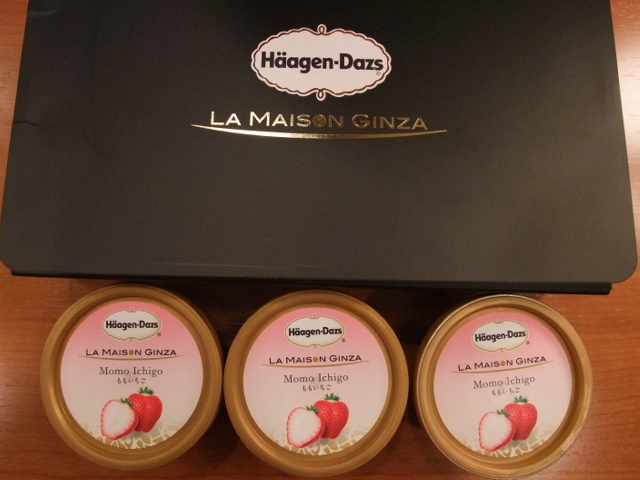 Häagen-Dazs®
LA MAISON GINZA
Häagen-Dazs®
LA MAISON GINZA
Momo Ichigo
ももいちご
Häagen-Dazs®
LA MAISON GINZA
Momo Ichigo
ももいちご
Häagen-Dazs®
LA MAISON GINZA
Momo Ichigo
ももいちご